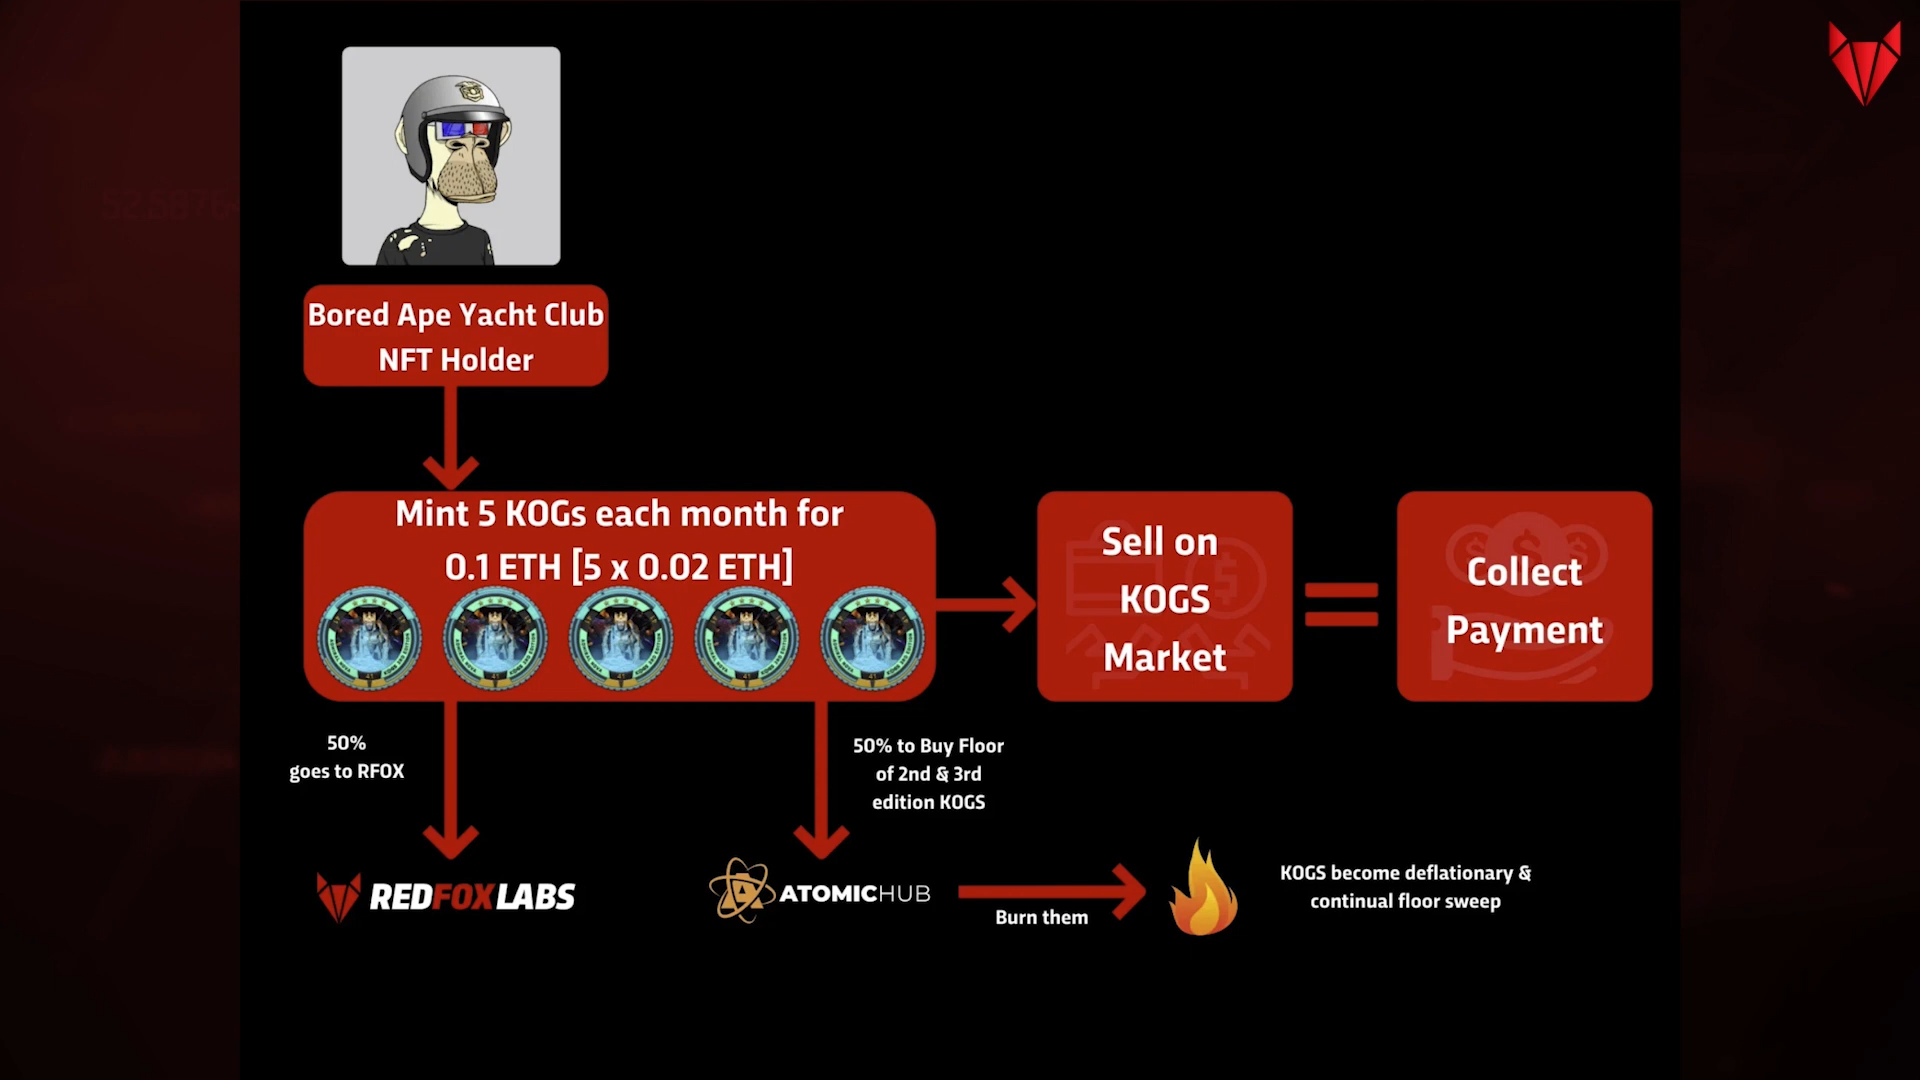 Bored Ape Yacht Club
NFT Holder
Mint 5 KOGs each month for
0.1 ETH [5 x 0.02 ETH]
Sell on
KOGS
Market
Collect
Payment
50%
goes to RFOX
50% to Buy Floor
of 2nd & 3rd
edition KOGS
REDFOX LABS
ATOMICHUB
Burn them
KOGS become deflationary &
continual floor sweep